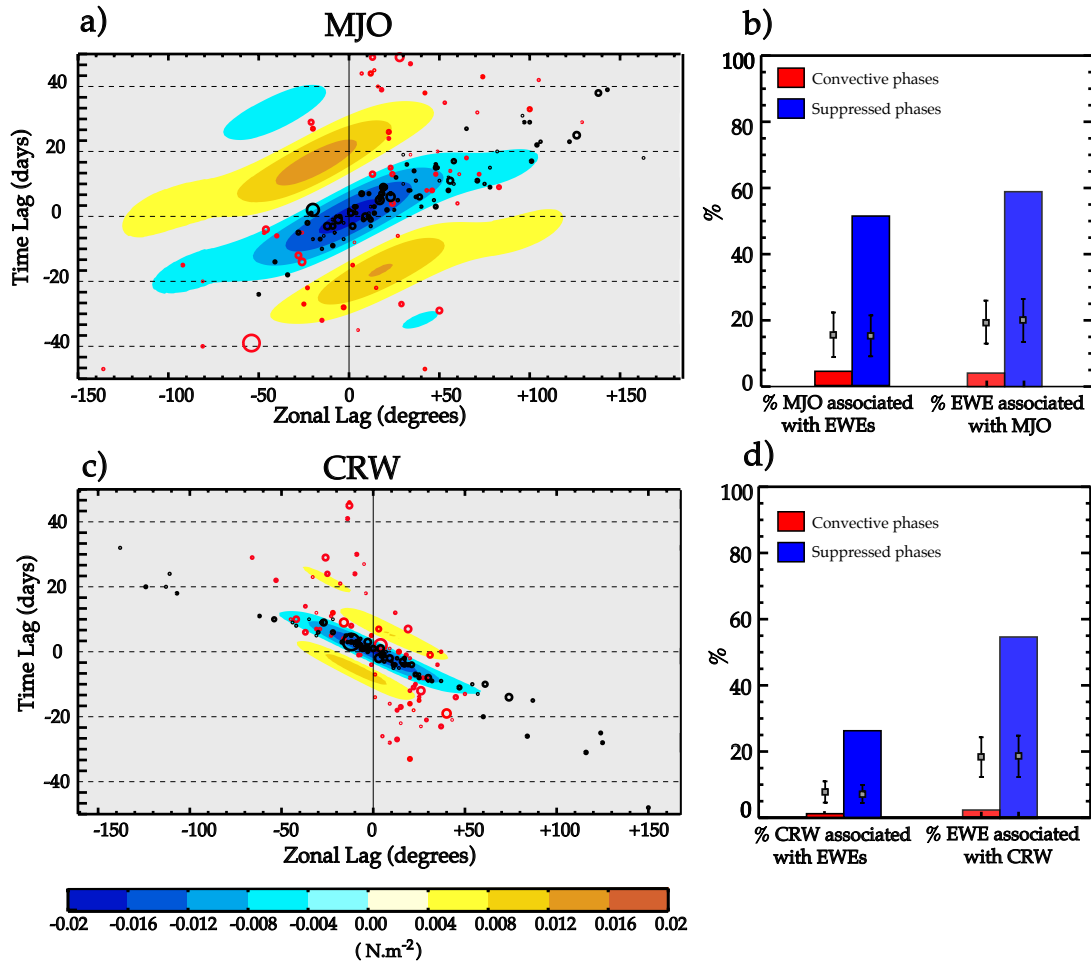 a)
MJO
40
20
0
-20
-40
Time Lag (days)
-150
-100
-50
0
+50
+100
+150
Zonal Lag (degrees)
b)
100
80
60
40
20
0
%
Convective phases
Suppressed phases
% MJO associated
with EWEs
% EWE associated
with MJO
c)
CRW
40
20
0
-20
-40
Time Lag (days)
-150
-100
-50
0
+50
+100
+150
Zonal Lag (degrees)
d)
100
80
60
40
20
0
%
Convective phases
Suppressed phases
% CRW associated
with EWEs
% EWE associated
with CRW
-0.02 -0.016 -0.012 -0.008 -0.004 0.00 0.004 0.008 0.012 0.016 0.02
( N.m-2)